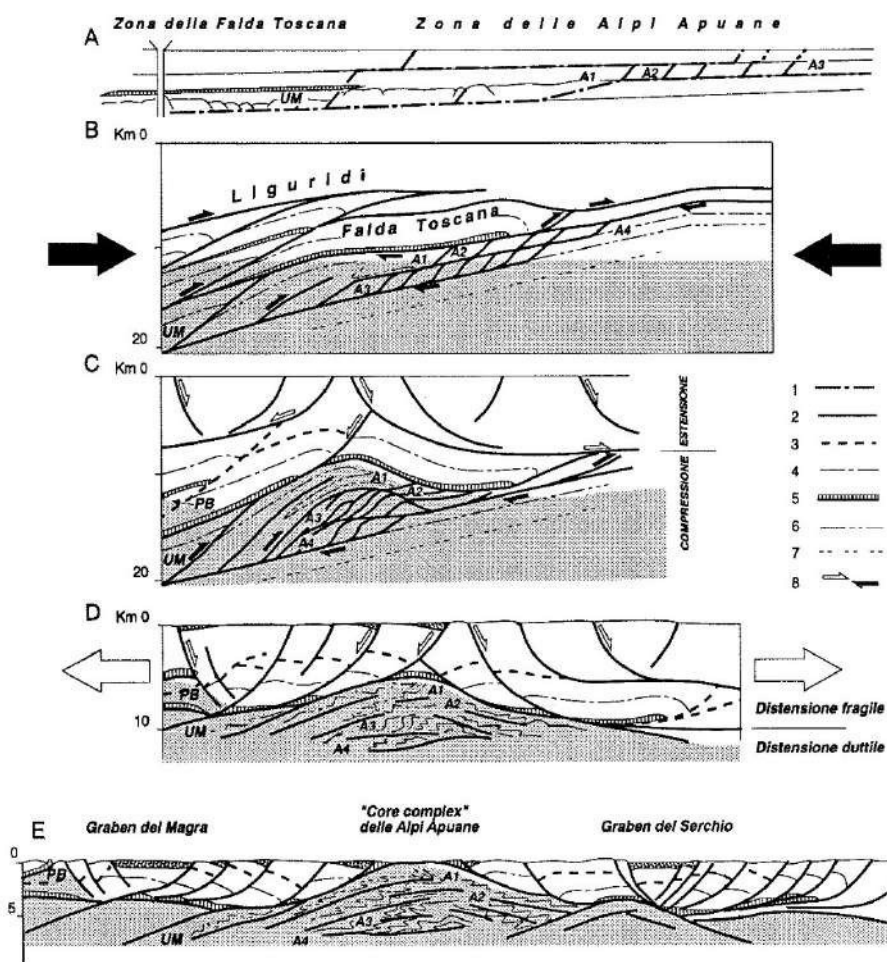 Zona della Falda Toscana Zona delle Alpi Apuane
A
A1 A2 A3
UM
B Km 0
Liguridi
Falda Toscana
A1 A2 A4
A3
UM
20
C Km 0
COMPRESSIONE ESTENSIONE
PB
A1
A2
A3
A4
UM
20
1
2
3
4
5
6
7
8
D Km 0
PB
A1
A2
Distensione fragile
10
UM
A3
A4
Distensione duttile
E
Graben del Magra
"Core complex"
delle Alpi Apuane
Graben del Serchio
0
PB
A1
A2
5
UM
A3
A4